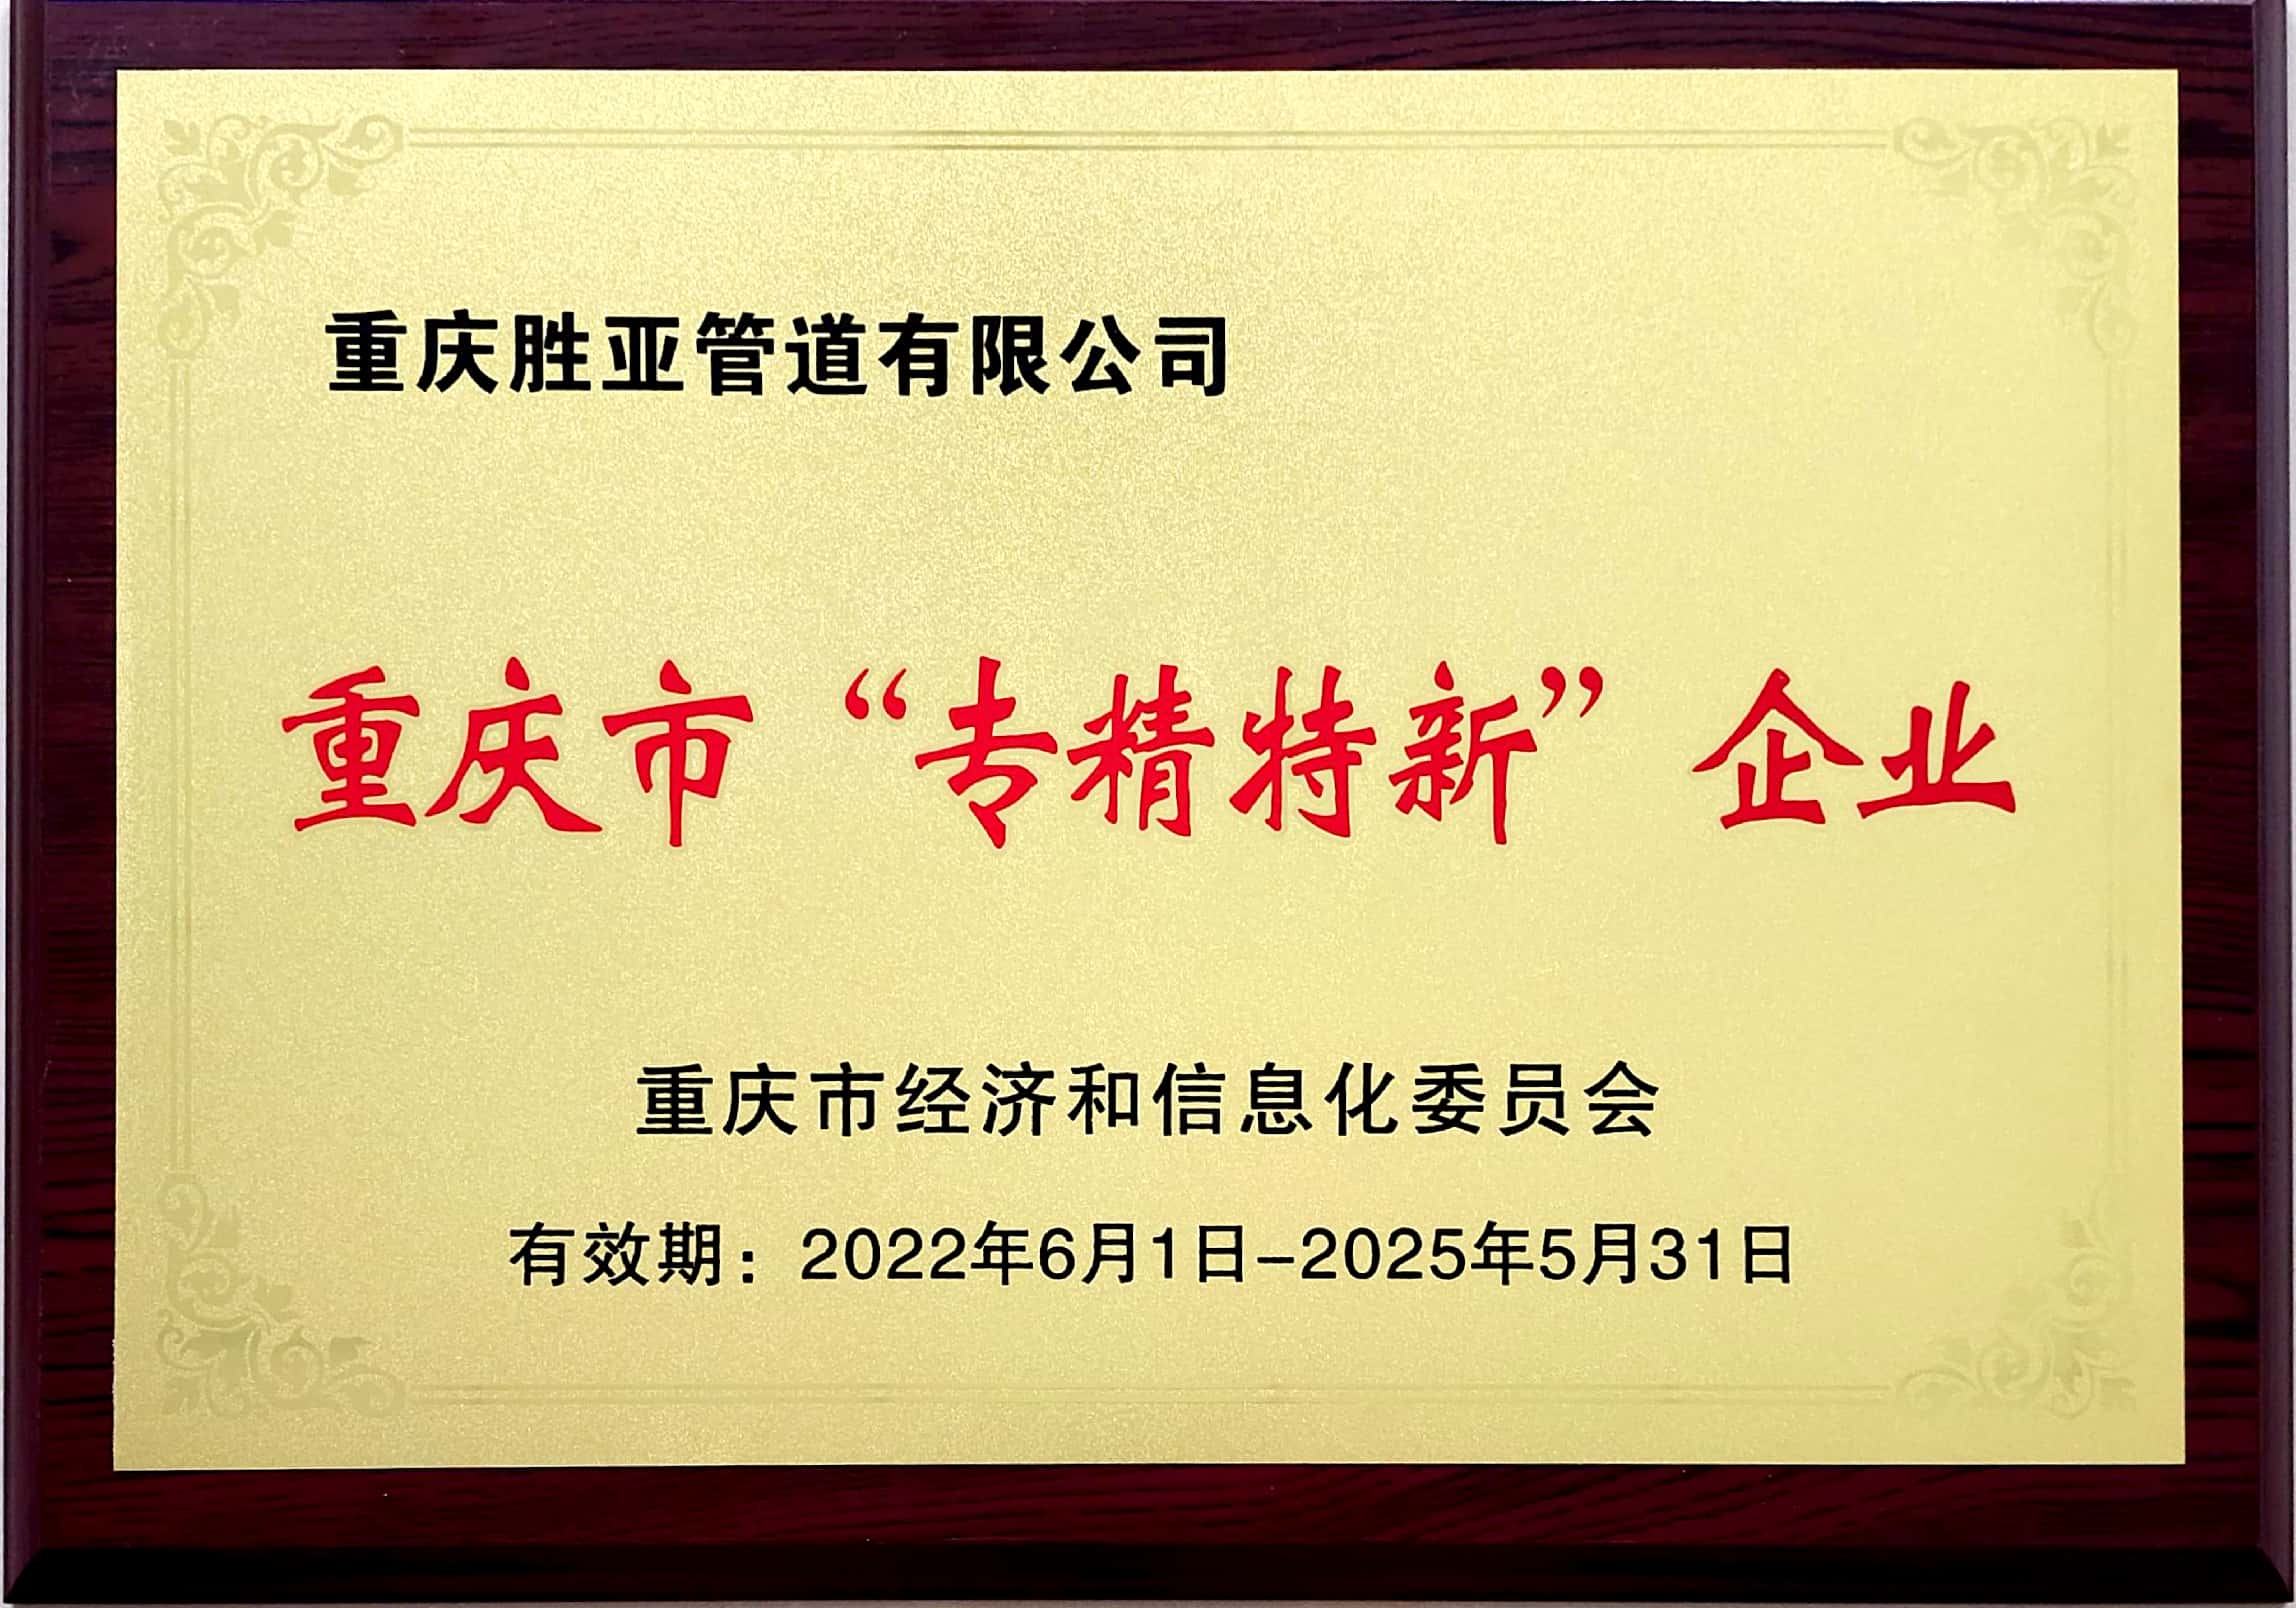 重庆胜亚管道有限公司
重庆市“专精特新”企业
重庆市经济和信息化委员会
有效期：2022年6月1日-2025年5月31日